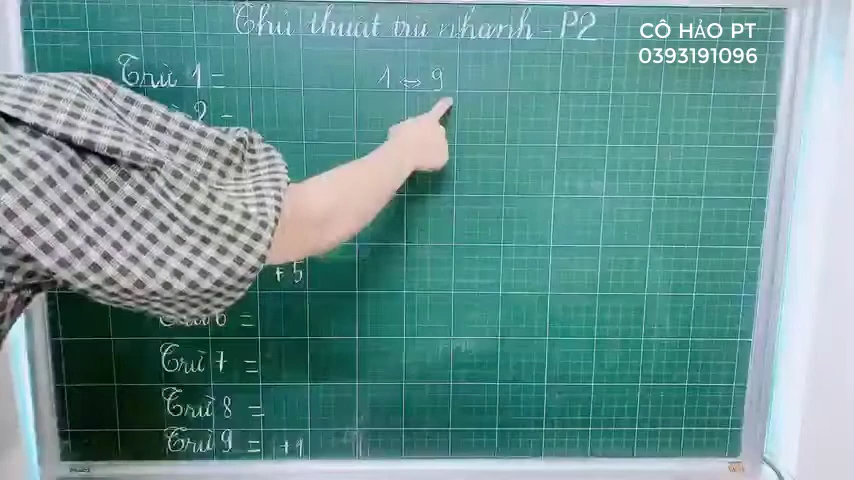 Thủ thuật trừ nhanh - P2
CÔ HẢO PT
0393191096
Trừ 1 =
1 ⇔ 9
2 =
+ 5
Trừ 6 =
Trừ 7 =
Trừ 8 =
Trừ 9 = +1